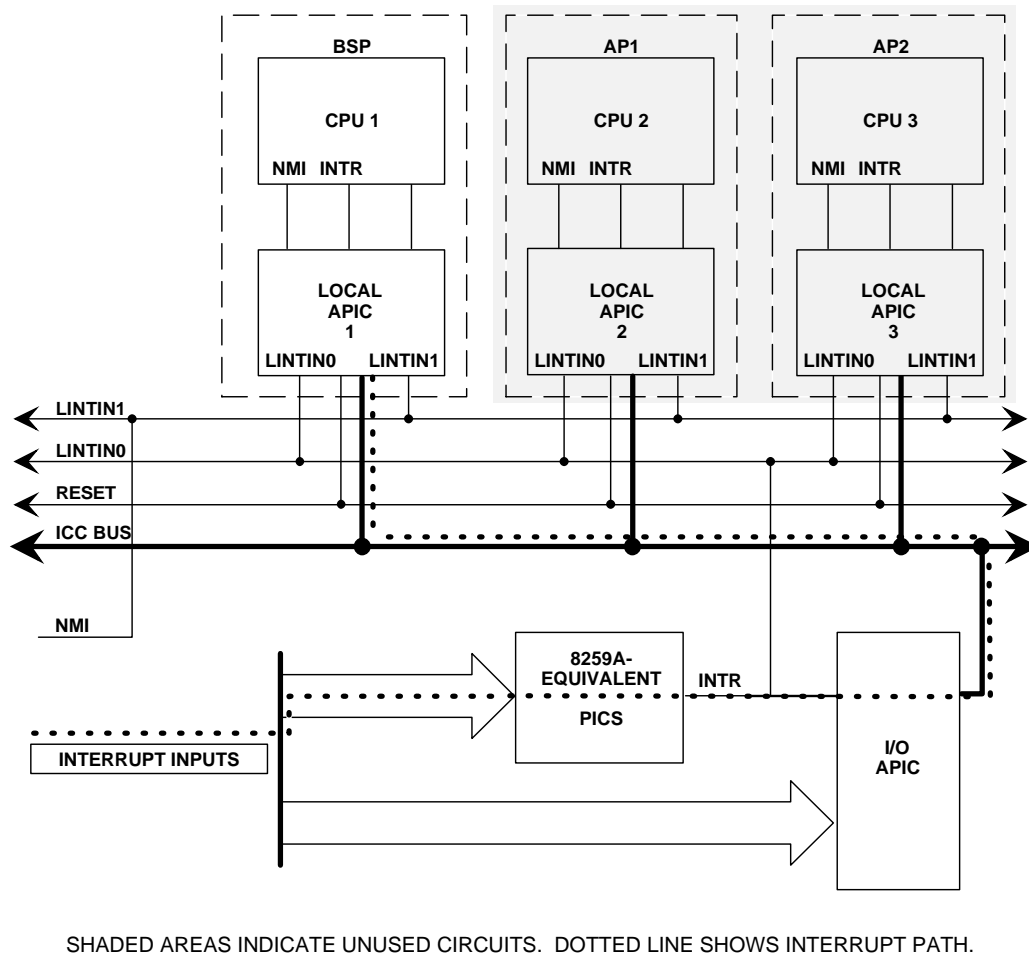 BSP AP1 AP2
CPU 1 CPU 2 CPU 3
NMI INTR NMI INTR NMI INTR
LOCAL LOCAL LOCAL
APIC APIC APIC
1 2 3
LINTIN0 LINTIN1 LINTIN0 LINTIN1 LINTIN0 LINTIN1
LINTIN1
LINTIN0
RESET
ICC BUS
NMI
8259A-
EQUIVALENT
PICS
INTR
INTERRUPT INPUTS
I/O
APIC
SHADED AREAS INDICATE UNUSED CIRCUITS. DOTTED LINE SHOWS INTERRUPT PATH.